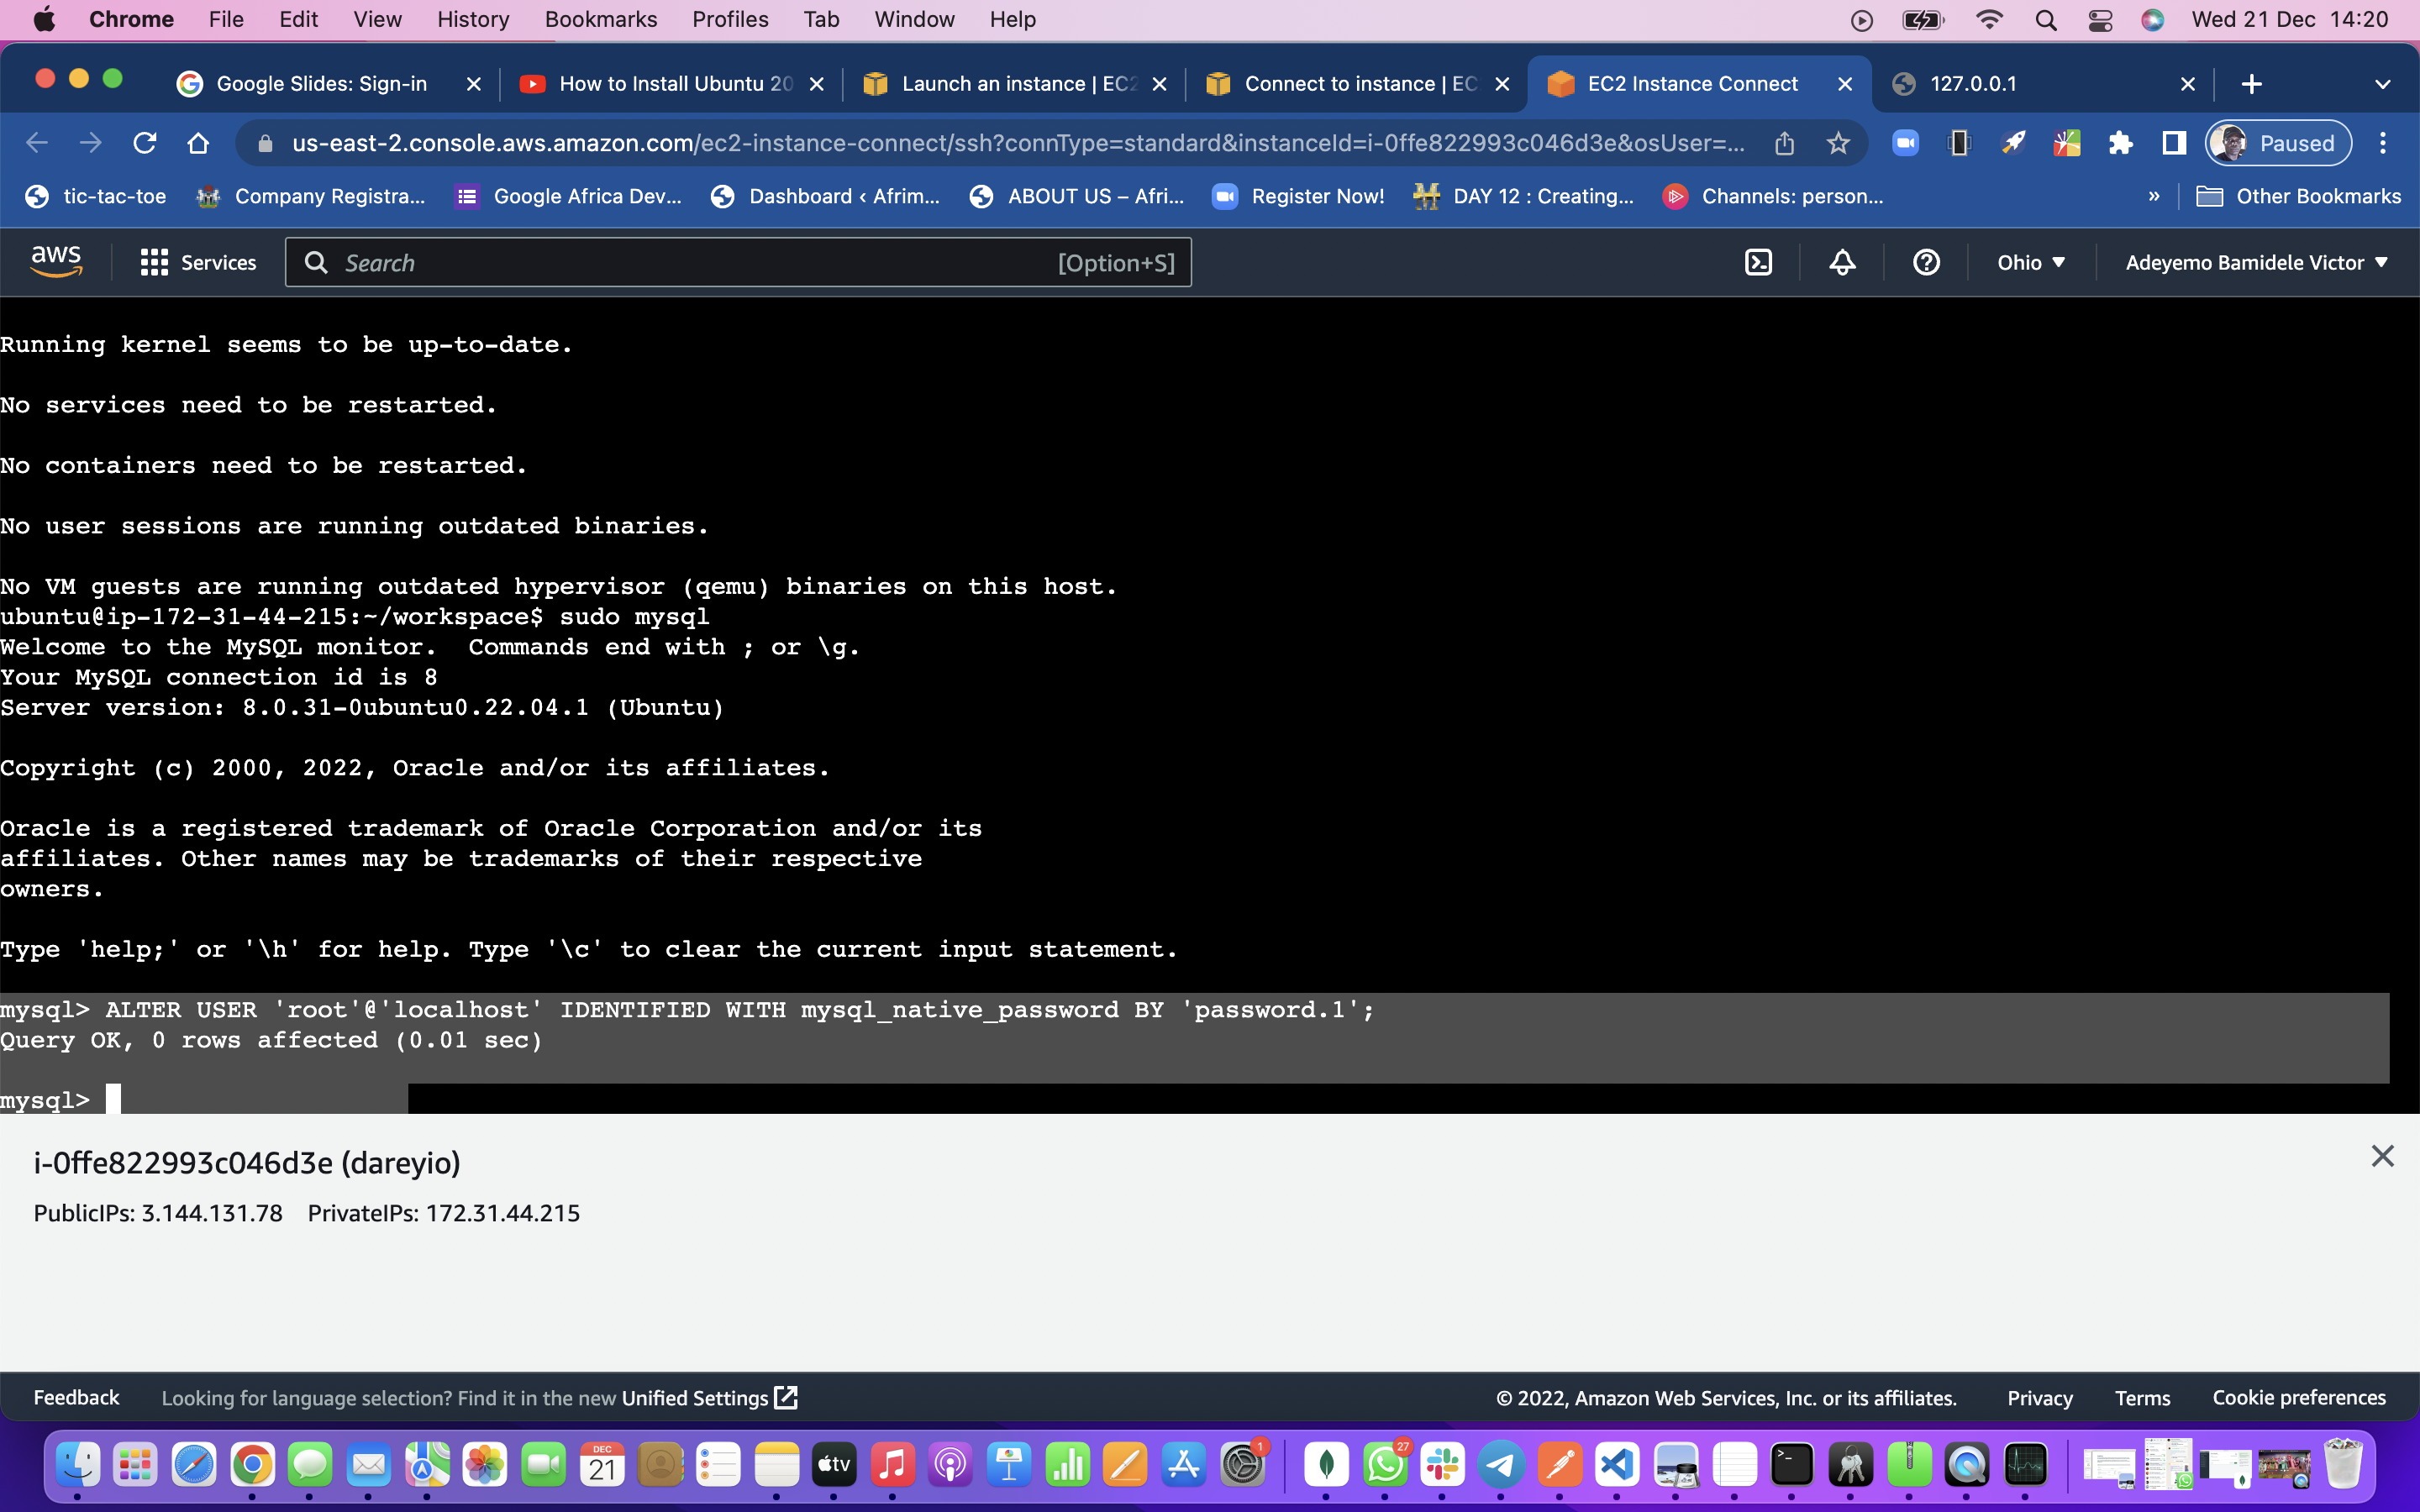 Chrome File Edit View History Bookmarks Profiles Tab Window Help Wed 21 Dec 14:20
Google Slides: Sign-in How to Install Ubuntu 20 Launch an instance | EC2 Connect to instance | EC EC2 Instance Connect 127.0.0.1
us-east-2.console.aws.amazon.com/ec2-instance-connect/ssh?connType=standard&instanceId=i-0ffe822993c046d3e&osUser=... Paused
tic-tac-toe Company Registra... Google Africa Dev... Dashboard ‹ Afrim... ABOUT US – Afri... Register Now! DAY 12 : Creating... Channels: person... » Other Bookmarks
aws Services Search [Option+S] Ohio Adeyemo Bamidele Victor
Running kernel seems to be up-to-date.
No services need to be restarted.
No containers need to be restarted.
No user sessions are running outdated binaries.
No VM guests are running outdated hypervisor (qemu) binaries on this host.
ubuntu@ip-172-31-44-215:~/workspace$ sudo mysql
Welcome to the MySQL monitor.  Commands end with ; or \g.
Your MySQL connection id is 8
Server version: 8.0.31-0ubuntu0.22.04.1 (Ubuntu)
Copyright (c) 2000, 2022, Oracle and/or its affiliates.
Oracle is a registered trademark of Oracle Corporation and/or its
affiliates. Other names may be trademarks of their respective
owners.
Type 'help;' or '\h' for help. Type '\c' to clear the current input statement.
mysql> ALTER USER 'root'@'localhost' IDENTIFIED WITH mysql_native_password BY 'password.1';
Query OK, 0 rows affected (0.01 sec)
mysql>
i-0ffe822993c046d3e (dareyio)
PublicIPs: 3.144.131.78 PrivateIPs: 172.31.44.215
Feedback Looking for language selection? Find it in the new Unified Settings © 2022, Amazon Web Services, Inc. or its affiliates. Privacy Terms Cookie preferences
DEC 21 tv 1 27